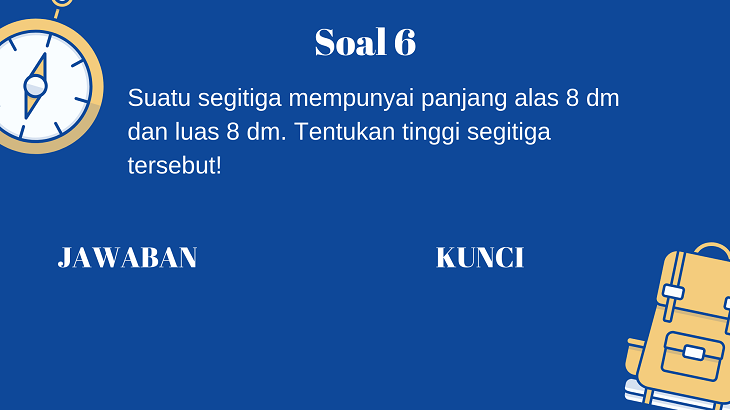 Soal 6
Suatu segitiga mempunyai panjang alas 8 dm
dan luas 8 dm. Tentukan tinggi segitiga
tersebut!
JAWABAN
KUNCI